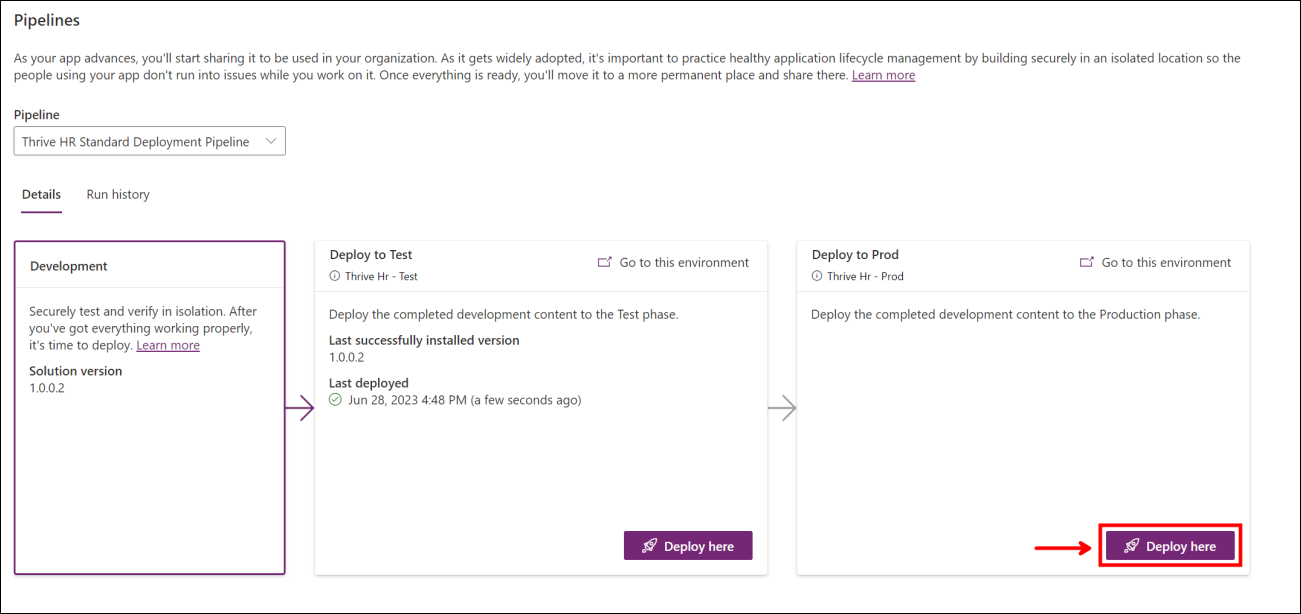 Pipelines
As your app advances, you'll start sharing it to be used in your organization. As it gets widely adopted, it's important to practice healthy application lifecycle management by building securely in an isolated location so the
people using your app don't run into issues while you work on it. Once everything is ready, you'll move it to a more permanent place and share there. Learn more
Pipeline
Thrive HR Standard Deployment Pipeline
Details
Run history
Development
Securely test and verify in isolation. After
you've got everything working properly,
it's time to deploy. Learn more
Solution version
1.0.0.2
Deploy to Test
Thrive Hr - Test
Go to this environment
Deploy the completed development content to the Test phase.
Last successfully installed version
1.0.0.2
Last deployed
Jun 28, 2023 4:48 PM (a few seconds ago)
Deploy here
Deploy to Prod
Thrive Hr - Prod
Go to this environment
Deploy the completed development content to the Production phase.
Deploy here